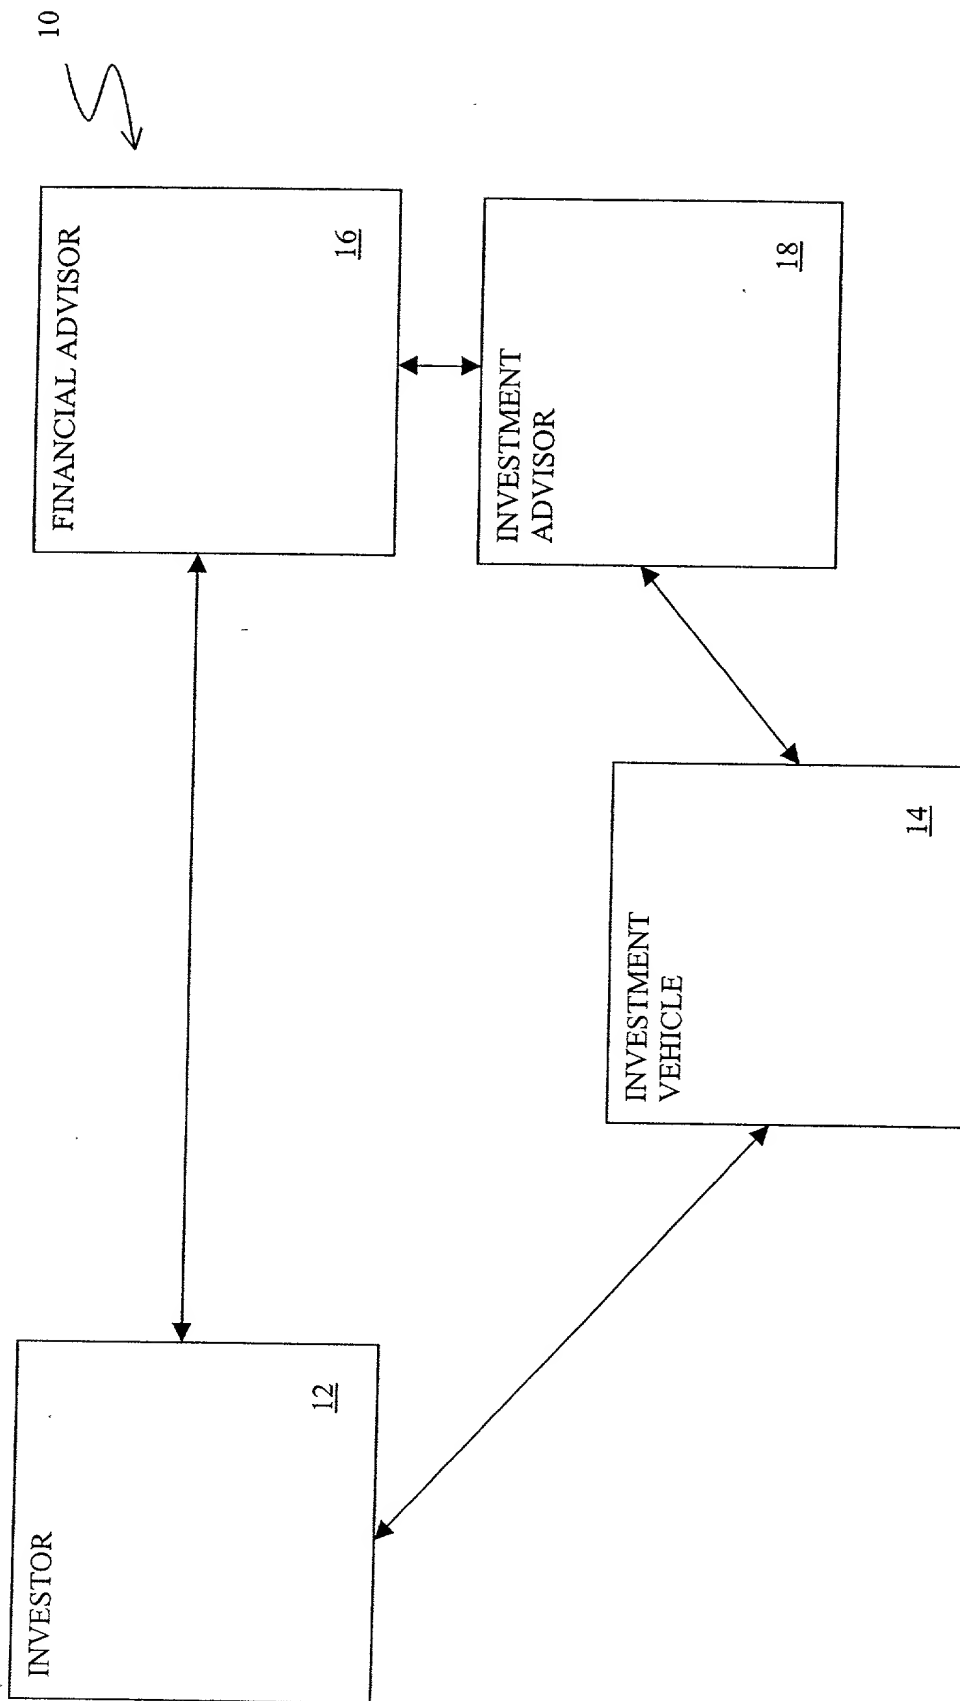 10
INVESTOR
12
FINANCIAL ADVISOR
16
INVESTMENT
ADVISOR
18
INVESTMENT
VEHICLE
14